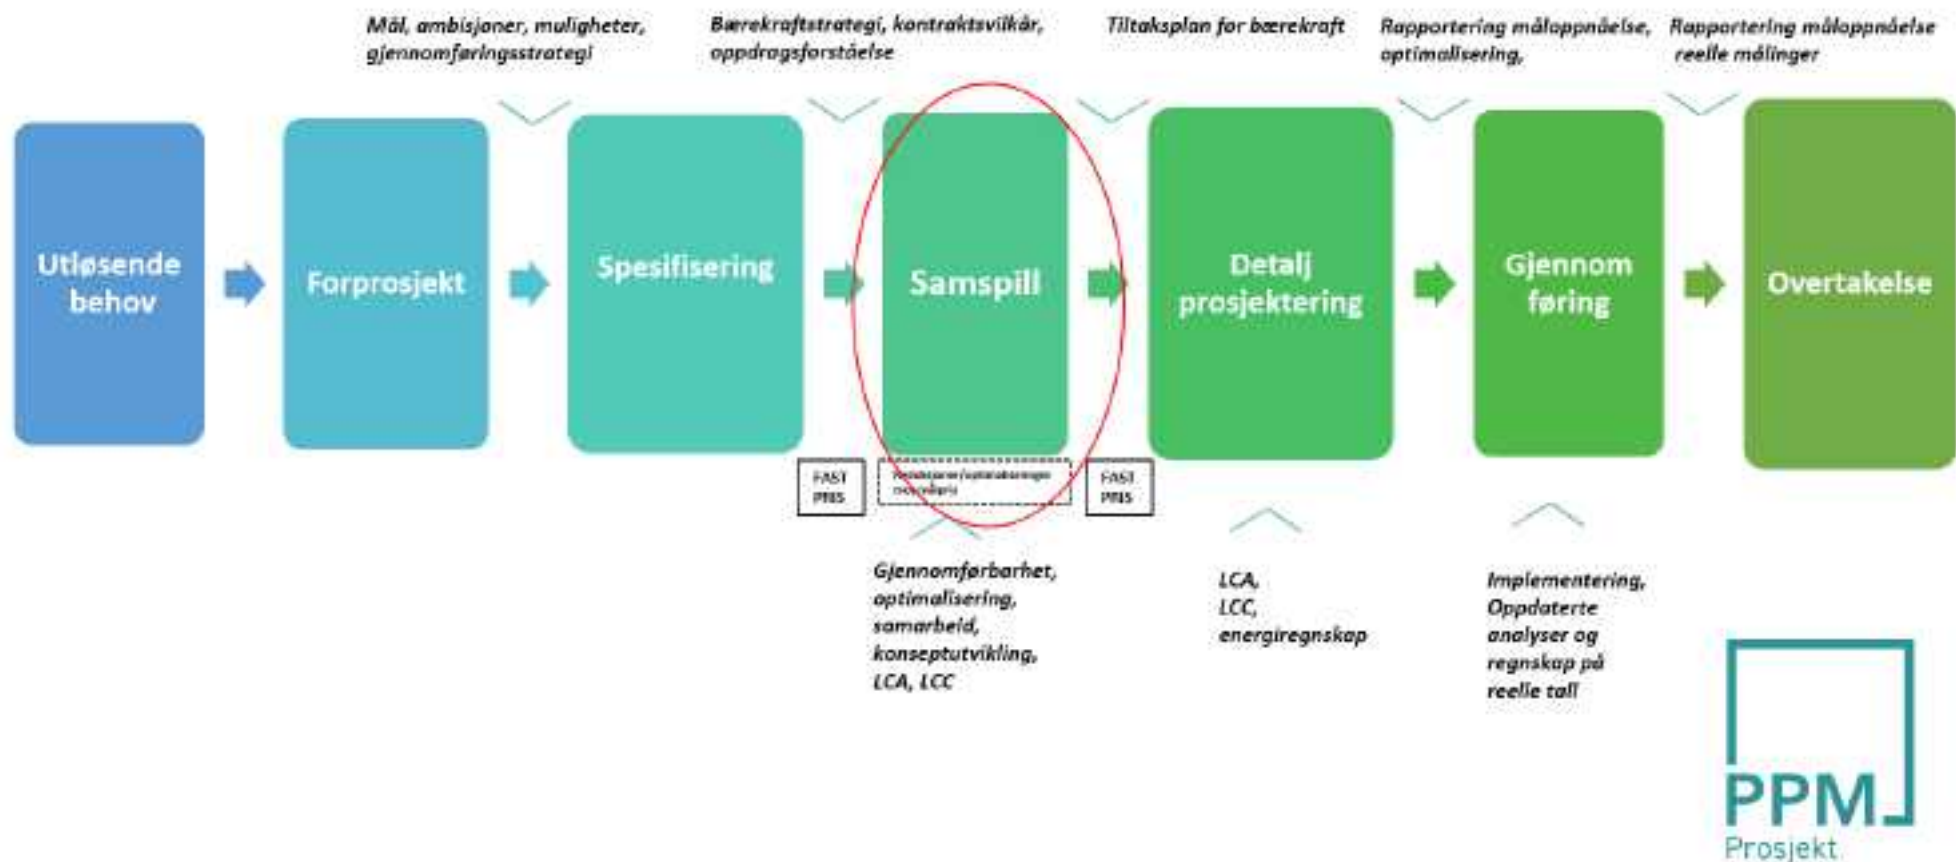 Mål, ambisjoner, muligheter,
gjennomføringsstrategi
Bærekraftstrategi, kontraktsvilkår,
oppdragsforståelse
Tiltaksplan for bærekraft
Rapportering måloppnåelse,
optimalisering,
Rapportering måloppnåelse
reelle målinger
Utløsende
behov
Forprosjekt
Spesifisering
Samspill
Detalj
prosjektering
Gjennom
føring
Overtakelse
FAST
PRIS
FAST
PRIS
Gjennomførbarhet,
optimalisering,
samarbeid,
konseptutvikling,
LCA, LCC
LCA,
LCC,
energiregnskap
Implementering,
Oppdaterte
analyser og
regnskap på
reelle tall
PPM
Prosjekt